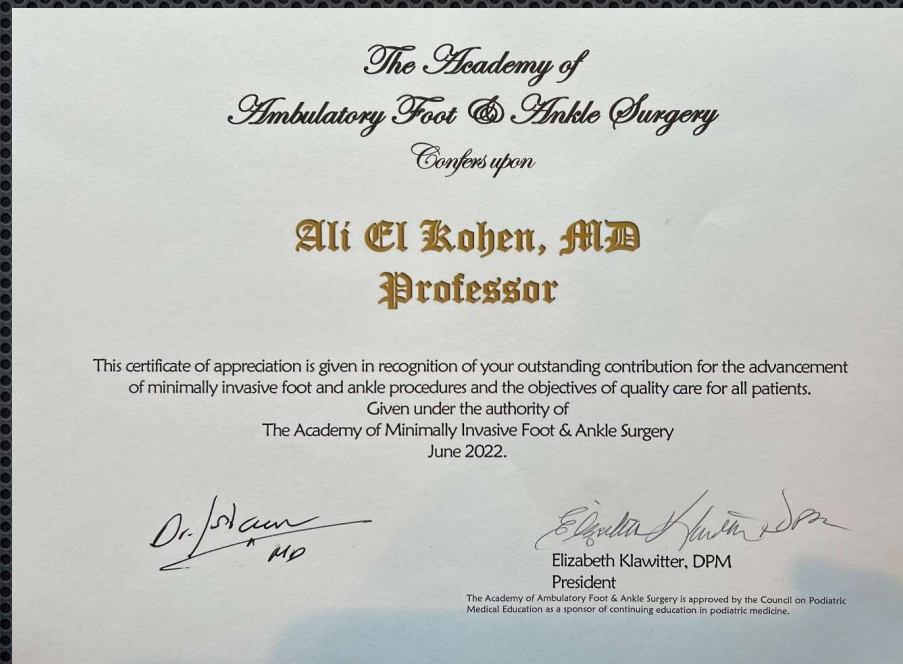 The Academy of
Ambulatory Foot & Ankle Surgery
Confers upon
Ali El Kohen, MD
Professor
This certificate of appreciation is given in recognition of your outstanding contribution for the advancement
of minimally invasive foot and ankle procedures and the objectives of quality care for all patients.
Given under the authority of
The Academy of Minimally Invasive Foot & Ankle Surgery
June 2022.
Dr.
MD
Elizabeth Klawitter, DPM
Elizabeth Klawitter, DPM
President
The Academy of Ambulatory Foot & Ankle Surgery is approved by the Council on Podiatric
Medical Education as a sponsor of continuing education in podiatric medicine.